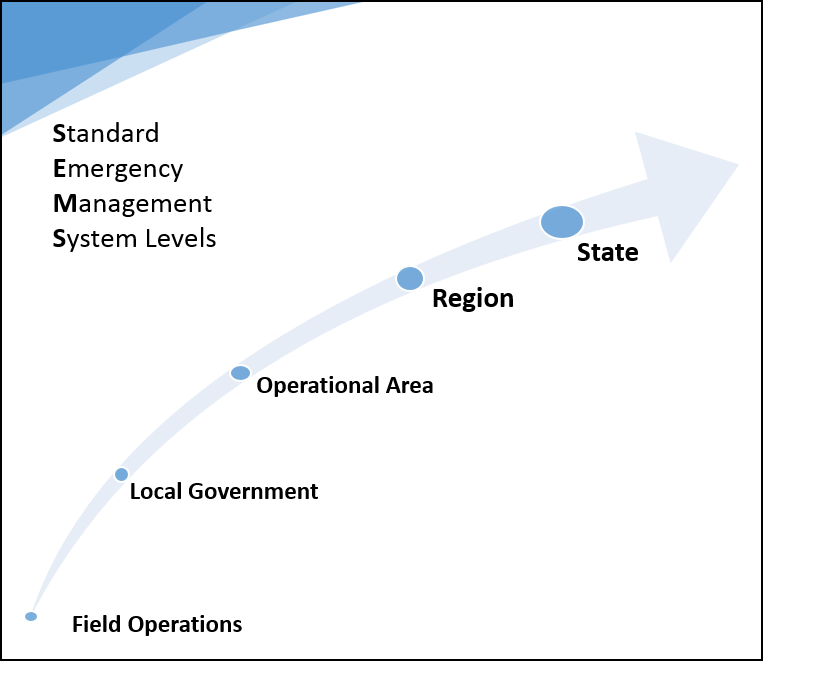 Standard
Emergency
Management
System Levels
State
Region
Operational Area
Local Government
Field Operations